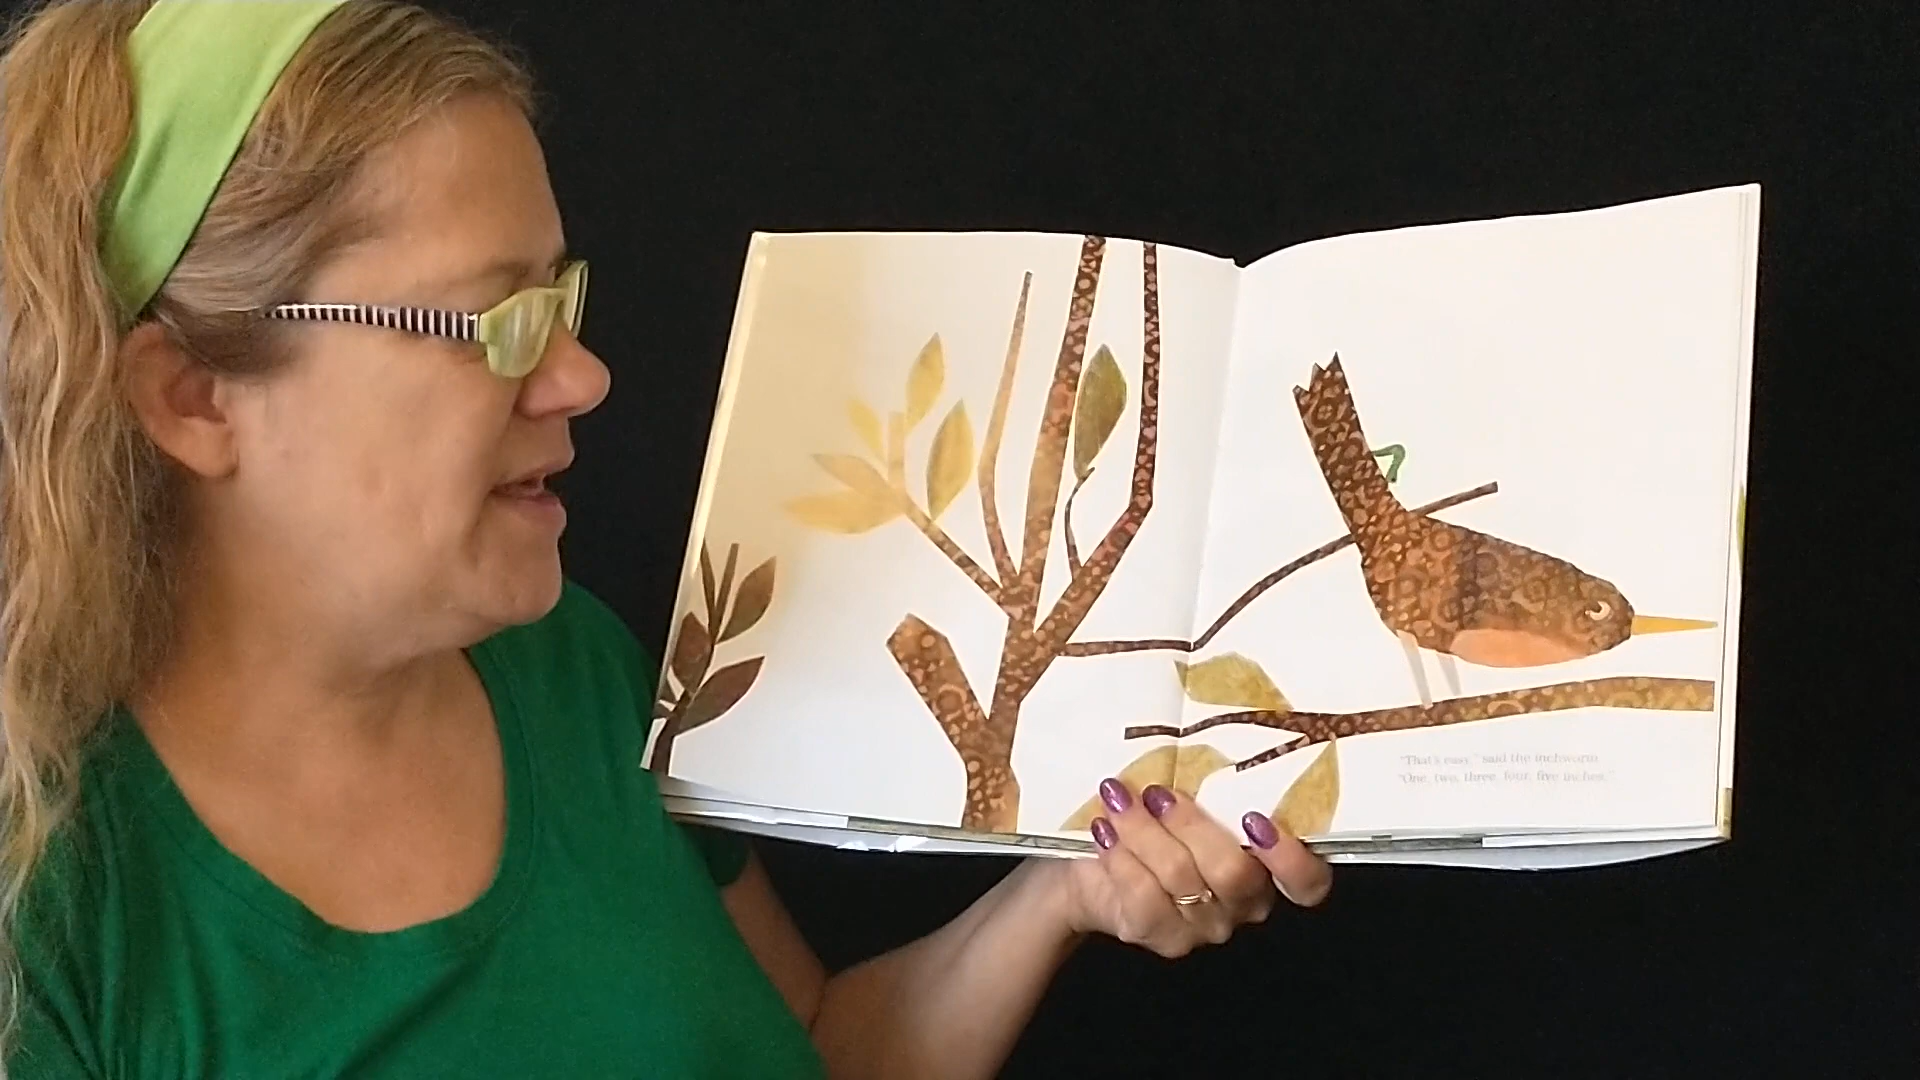 "That's easy," said the inchworm.
"One, two, three, four, five inches."